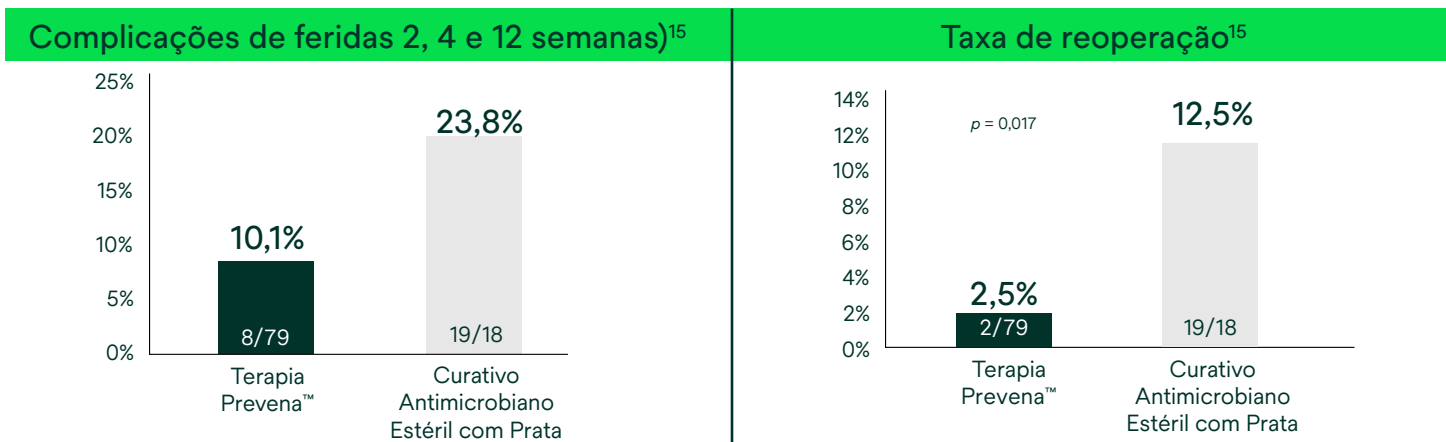 Complicações de feridas 2, 4 e 12 semanas)¹⁵
25%
20%
15%
10%
5%
0%
10,1%
23,8%
8/79
19/18
Terapia
Prevena™
Curativo
Antimicrobiano
Estéril com Prata
Taxa de reoperação¹⁵
14%
12%
10%
8%
6%
4%
2%
0%
p = 0,017
2,5%
12,5%
2/79
19/18
Terapia
Prevena™
Curativo
Antimicrobiano
Estéril com Prata